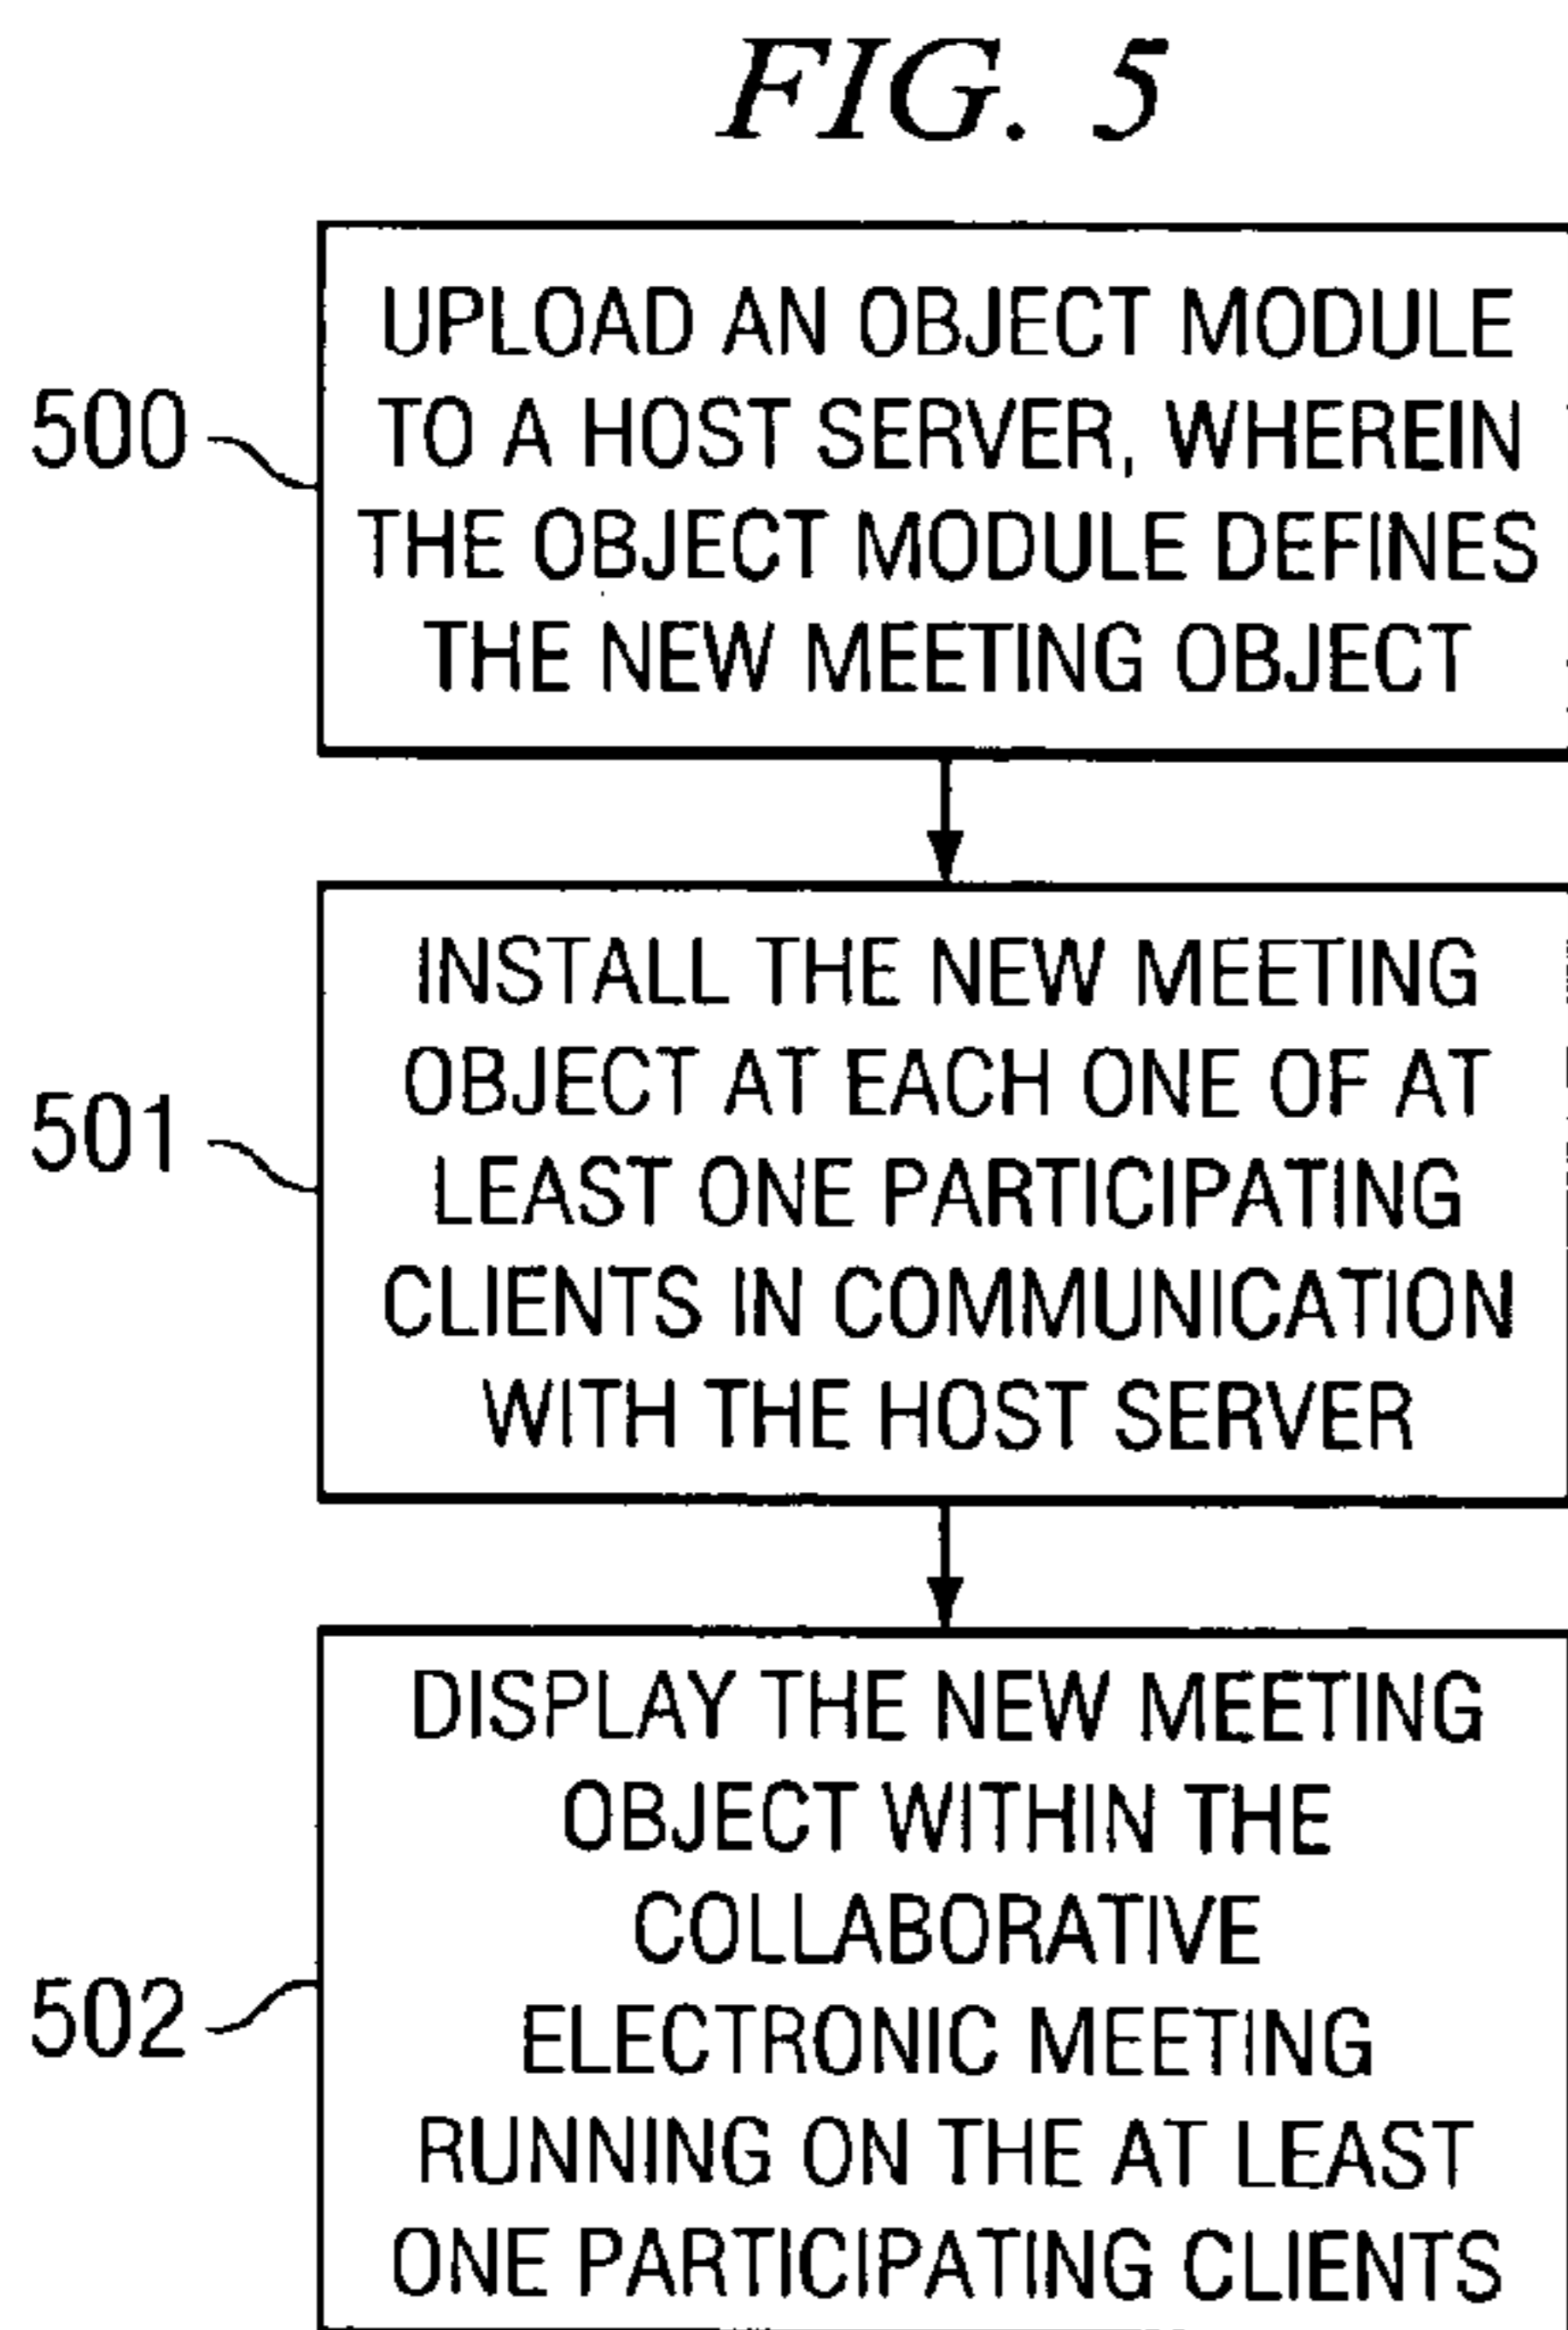 FIG. 5
500
UPLOAD AN OBJECT MODULE
TO A HOST SERVER, WHEREIN
THE OBJECT MODULE DEFINES
THE NEW MEETING OBJECT
501
INSTALL THE NEW MEETING
OBJECT AT EACH ONE OF AT
LEAST ONE PARTICIPATING
CLIENTS IN COMMUNICATION
WITH THE HOST SERVER
502
DISPLAY THE NEW MEETING
OBJECT WITHIN THE
COLLABORATIVE
ELECTRONIC MEETING
RUNNING ON THE AT LEAST
ONE PARTICIPATING CLIENTS